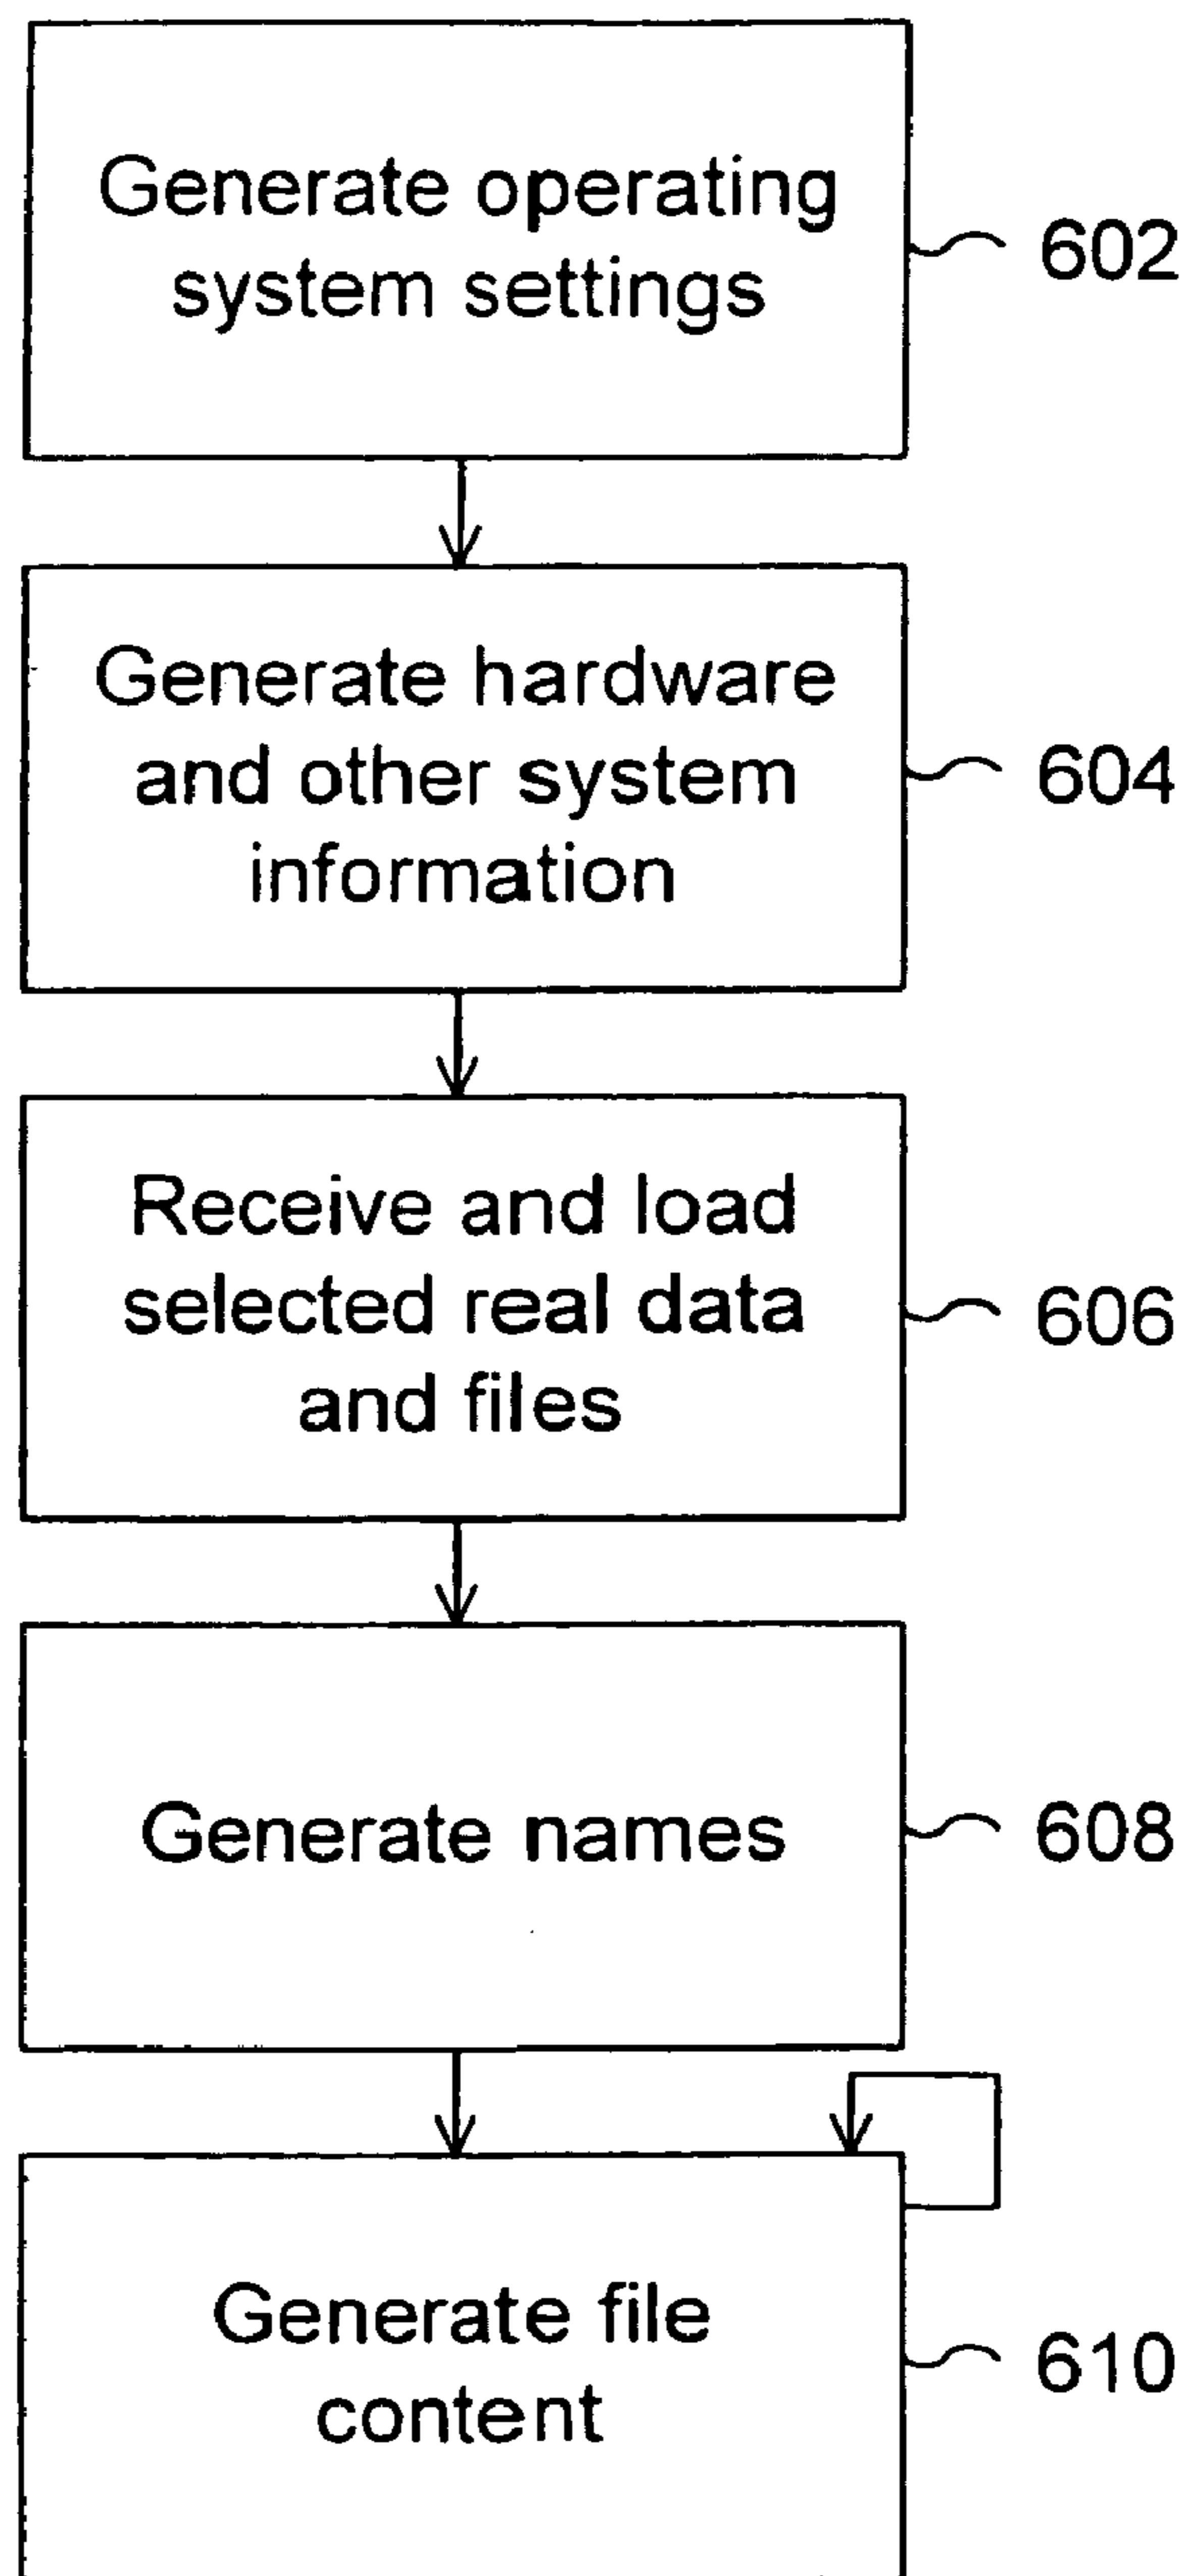 Generate operating
system settings
602
Generate hardware
and other system
information
604
Receive and load
selected real data
and files
606
Generate names
608
Generate file
content
610